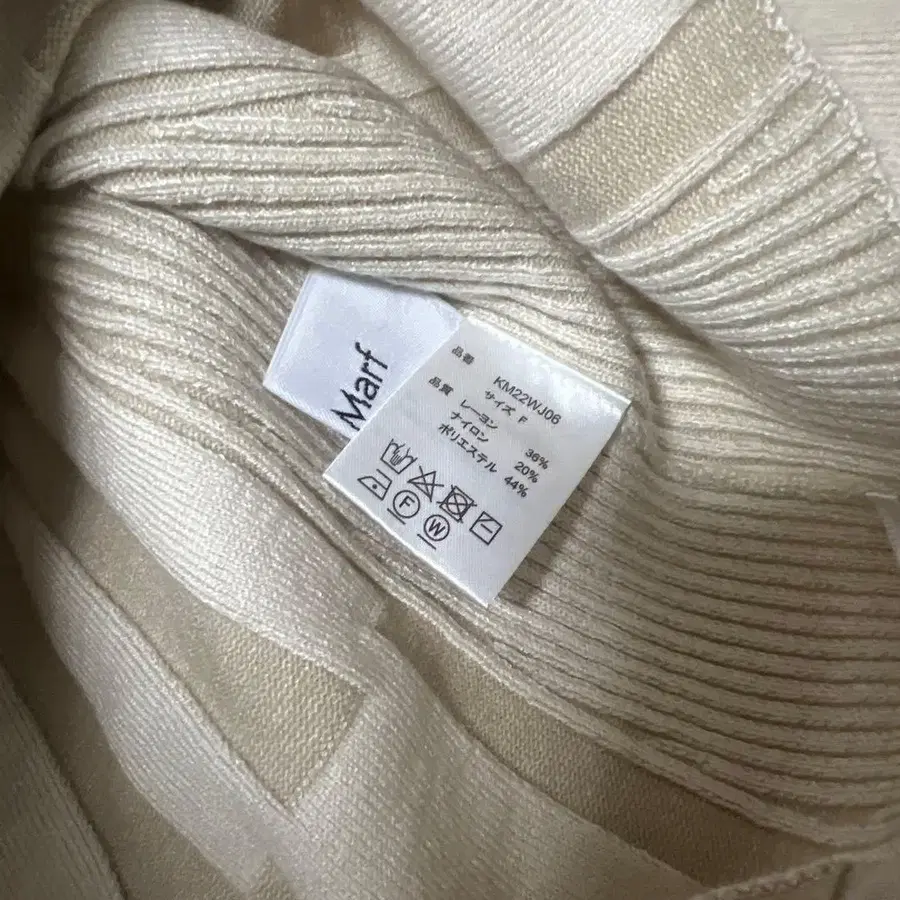 Marf
品番 KM22WJ06
サイズ F
品質 レーヨン 36%
ナイロン 20%
ポリエステル 44%
F W